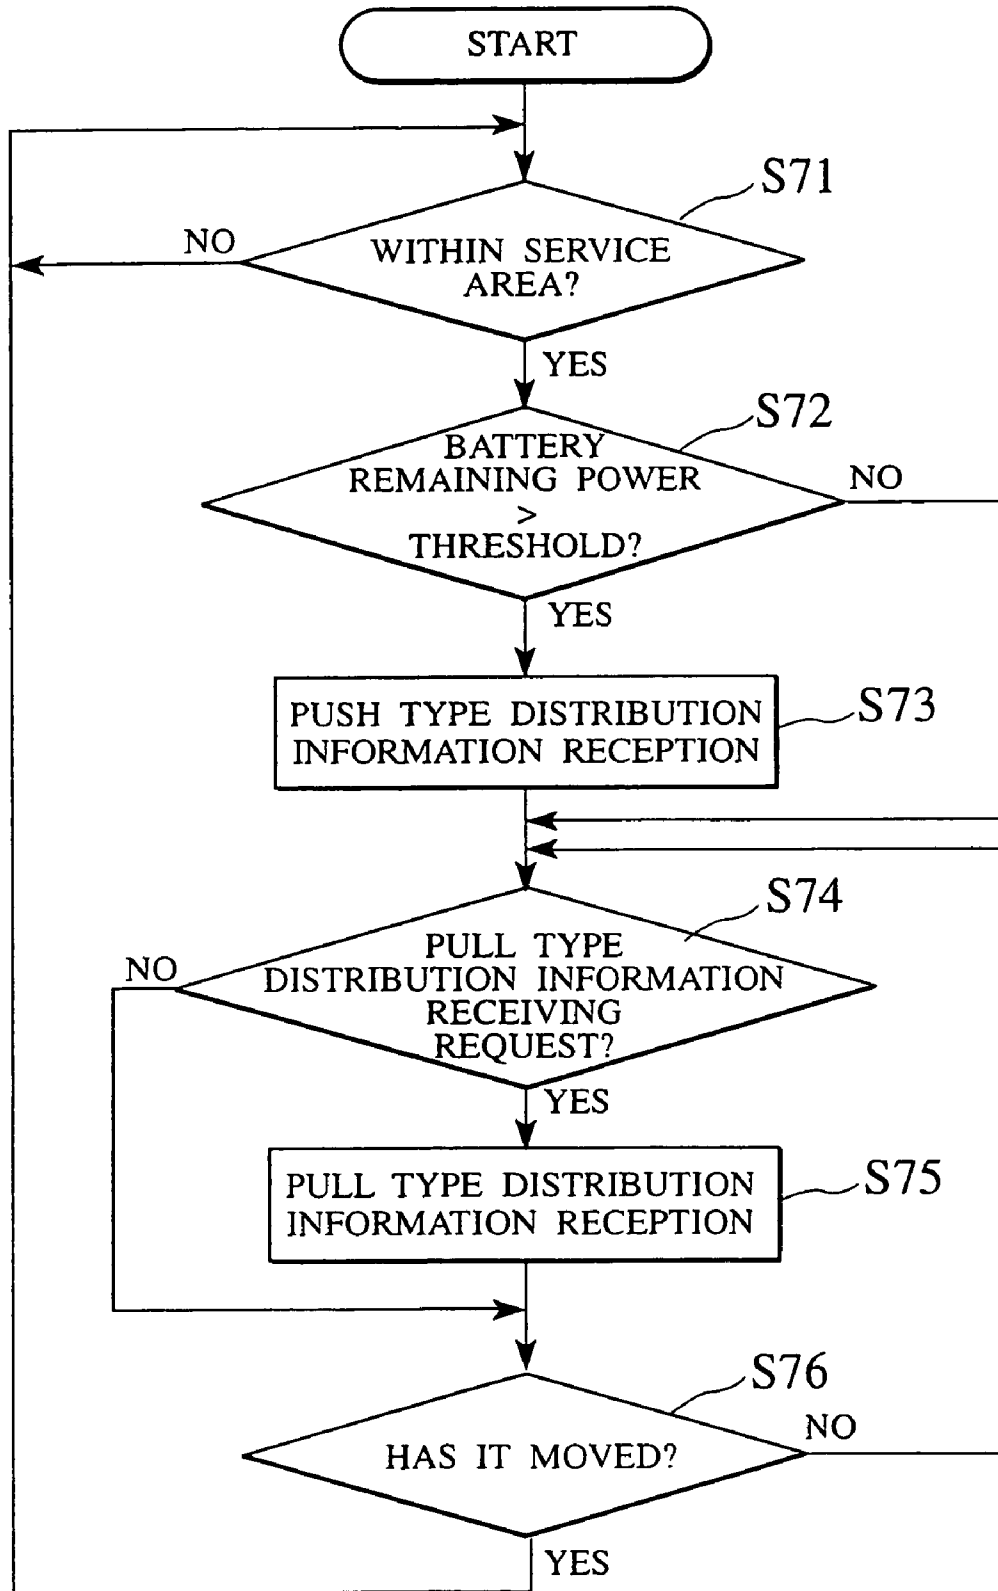 START
S71
NO
WITHIN SERVICE
AREA?
YES
S72
BATTERY
REMAINING POWER
>
THRESHOLD?
NO
YES
S73
PUSH TYPE DISTRIBUTION
INFORMATION RECEPTION
S74
NO
PULL TYPE
DISTRIBUTION INFORMATION
RECEIVING
REQUEST?
YES
S75
PULL TYPE DISTRIBUTION
INFORMATION RECEPTION
S76
HAS IT MOVED?
NO
YES